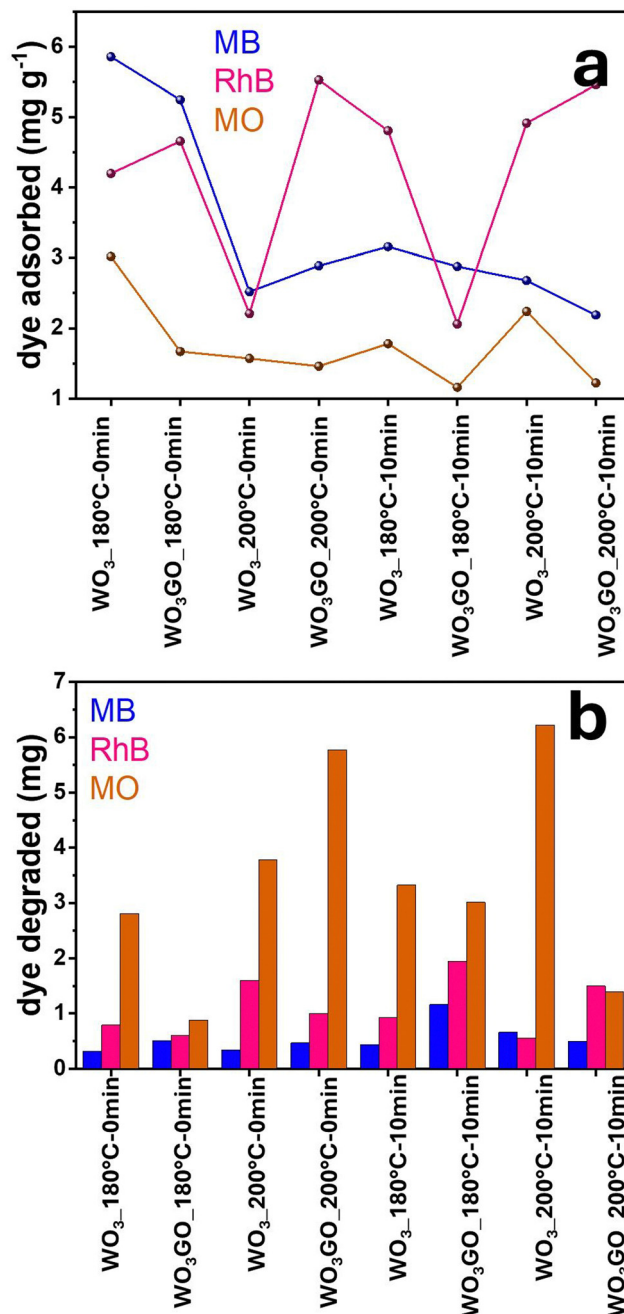 a
MB
RhB
MO
dye adsorbed (mg g⁻¹)
6
5
4
3
2
1
WO₃_180°C-0min
WO₃GO_180°C-0min
WO₃_200°C-0min
WO₃GO_200°C-0min
WO₃_180°C-10min
WO₃GO_180°C-10min
WO₃_200°C-10min
WO₃GO_200°C-10min
b
MB
RhB
MO
dye degraded (mg)
7
6
5
4
3
2
1
0
WO₃_180°C-0min
WO₃GO_180°C-0min
WO₃_200°C-0min
WO₃GO_200°C-0min
WO₃_180°C-10min
WO₃GO_180°C-10min
WO₃_200°C-10min
WO₃GO_200°C-10min